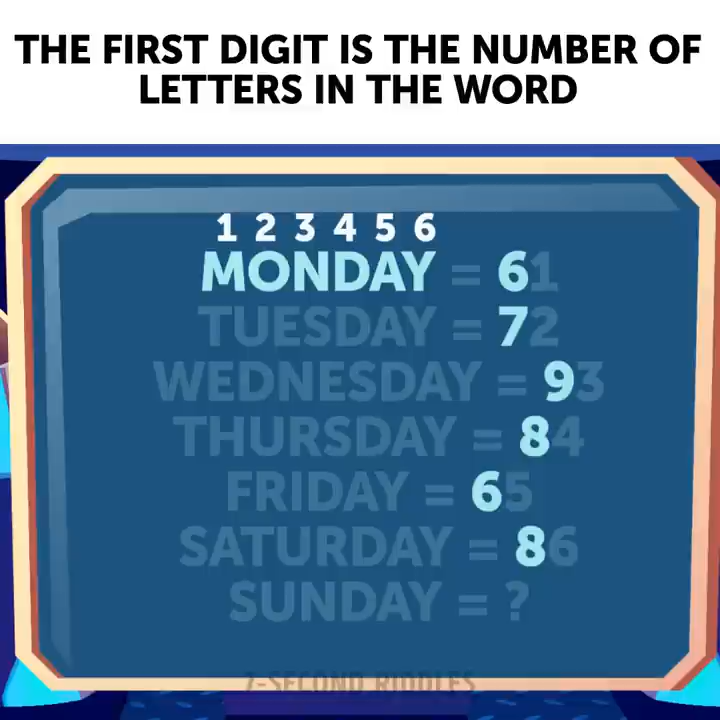 THE FIRST DIGIT IS THE NUMBER OF
LETTERS IN THE WORD
1 2 3 4 5 6
MONDAY = 61
TUESDAY = 72
WEDNESDAY = 93
THURSDAY = 84
FRIDAY = 65
SATURDAY = 86
SUNDAY = ?
7-SECOND RIDDLES